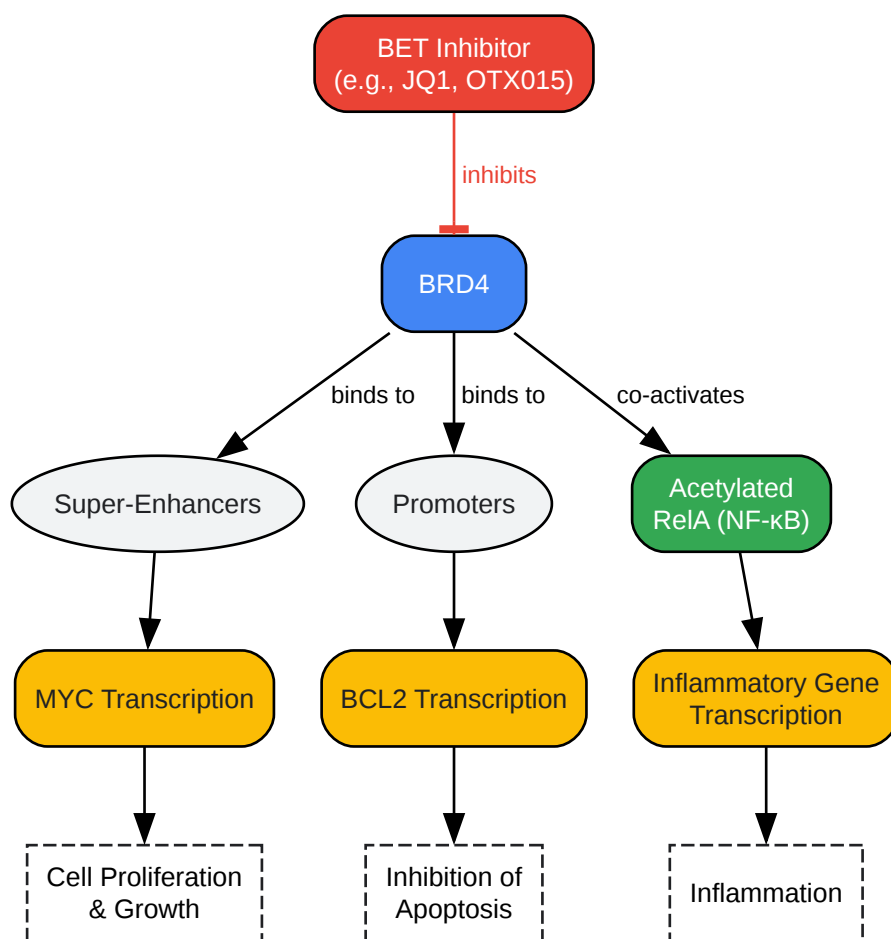 BET Inhibitor
(e.g., JQ1, OTX015)
inhibits
BRD4
binds to
binds to
co-activates
Super-Enhancers
Promoters
Acetylated
RelA (NF-κB)
MYC Transcription
BCL2 Transcription
Inflammatory Gene
Transcription
Cell Proliferation
& Growth
Inhibition of
Apoptosis
Inflammation